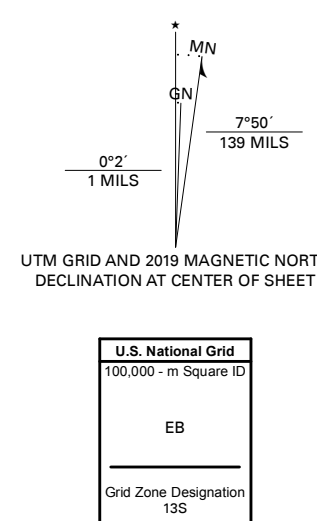 ★
MN
GN
7°50´
139 MILS
0°2´
1 MILS
UTM GRID AND 2019 MAGNETIC NORT
DECLINATION AT CENTER OF SHEET
U.S. National Grid
100,000 - m Square ID
EB
Grid Zone Designation
13S